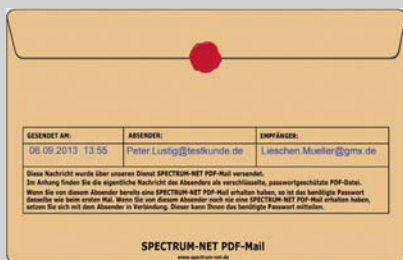 GESENDET AM: ABSENDER: EMPFÄNGER:
06.09.2013 13:55 Peter.Lustig@testkunde.de Lieschen.Mueller@gmx.de
Diese Nachricht wurde über unseren Dienst SPECTRUM-NET PDF-Mail versendet.
Im Anhang finden Sie die eigentliche Nachricht des Absenders als verschlüsselte, passwortgeschützte PDF-Datei.
Wenn Sie von diesem Absender bereits eine SPECTRUM-NET PDF-Mail erhalten haben, so ist das benötigte Passwort
dasselbe wie beim ersten Mal. Wenn Sie von diesem Absender noch nie eine SPECTRUM-NET PDF-Mail erhalten haben,
setzen Sie sich mit dem Absender in Verbindung. Dieser kann Ihnen das benötigte Passwort mitteilen.
SPECTRUM-NET PDF-Mail
www.spectrum-net.de